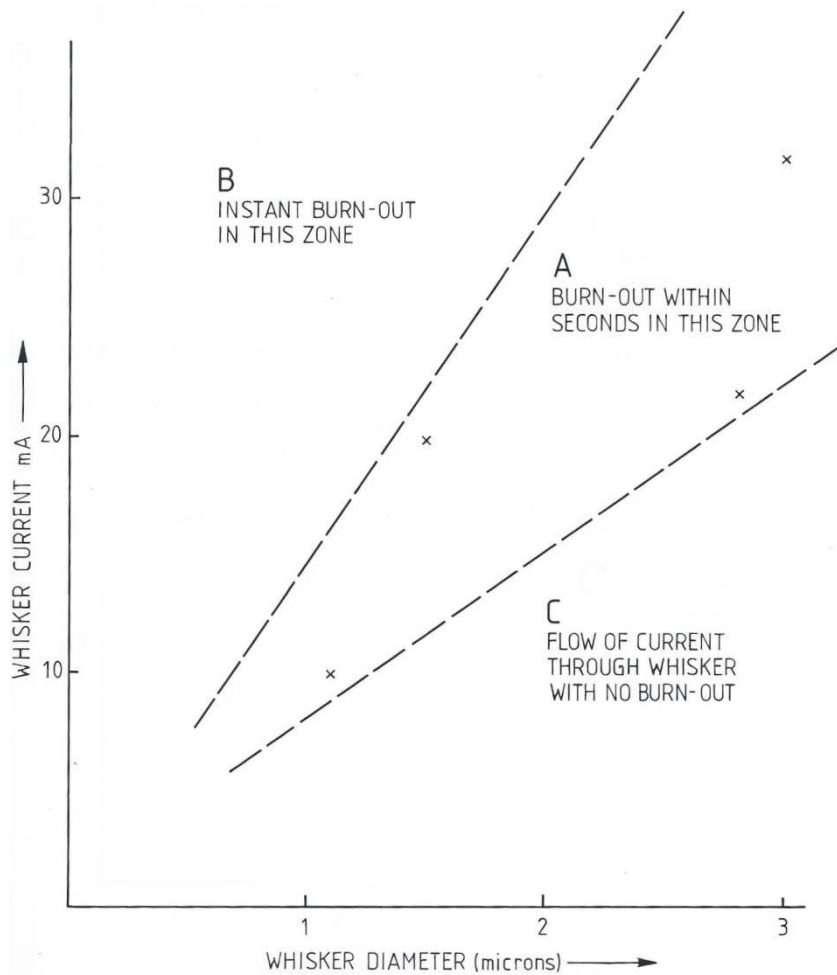 B
INSTANT BURN-OUT
IN THIS ZONE
A
BURN-OUT WITHIN
SECONDS IN THIS ZONE
C
FLOW OF CURRENT
THROUGH WHISKER
WITH NO BURN-OUT
WHISKER CURRENT mA
30
20
10
1
2
3
WHISKER DIAMETER (microns)